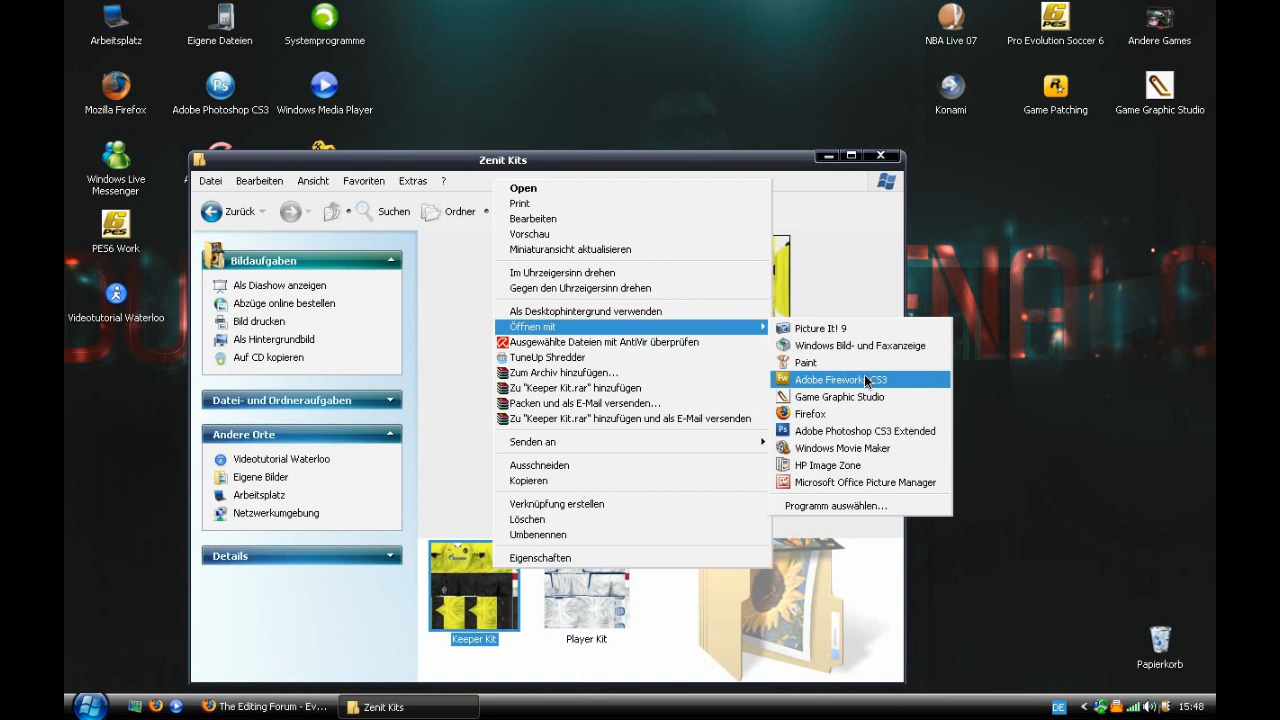 Arbeitsplatz
Eigene Dateien
Systemprogramme
NBA Live 07
Pro Evolution Soccer 6
Andere Games
Mozilla Firefox
Adobe Photoshop CS3
Windows Media Player
Konami
Game Patching
Game Graphic Studio
Windows Live
Messenger
PES6 Work
Videotutorial Waterloo
Zenit Kits
Datei
Bearbeiten
Ansicht
Favoriten
Extras
?
Zurück
Suchen
Ordner
Bildaufgaben
Als Diashow anzeigen
Abzüge online bestellen
Bild drucken
Als Hintergrundbild
Auf CD kopieren
Datei- und Ordneraufgaben
Andere Orte
Videotutorial Waterloo
Eigene Bilder
Arbeitsplatz
Netzwerkumgebung
Details
Open
Print
Bearbeiten
Vorschau
Miniaturansicht aktualisieren
Im Uhrzeigersinn drehen
Gegen den Uhrzeigersinn drehen
Als Desktophintergrund verwenden
Öffnen mit
Ausgewählte Dateien mit AntiVir überprüfen
TuneUp Shredder
Zum Archiv hinzufügen...
Zu "Keeper Kit.rar" hinzufügen
Packen und als E-Mail versenden...
Zu "Keeper Kit.rar" hinzufügen und als E-Mail versenden
Senden an
Ausschneiden
Kopieren
Verknüpfung erstellen
Löschen
Umbenennen
Eigenschaften
Picture It! 9
Windows Bild- und Faxanzeige
Paint
Adobe Fireworks CS3
Game Graphic Studio
Firefox
Adobe Photoshop CS3 Extended
Windows Movie Maker
HP Image Zone
Microsoft Office Picture Manager
Programm auswählen...
Keeper Kit
Player Kit
Papierkorb
The Editing Forum - Ev...
Zenit Kits
DE
15:48